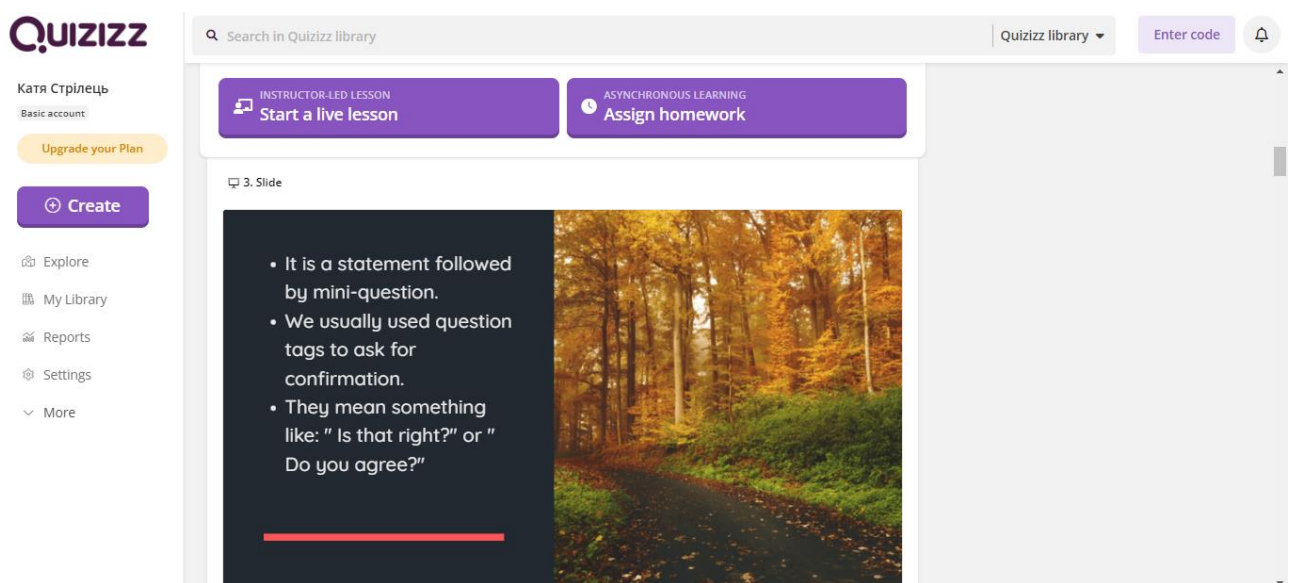 QUIZIZZ
Search in Quizizz library
Quizizz library
Enter code
Катя Стрілець
Basic account
Upgrade your Plan
Create
Explore
My Library
Reports
Settings
More
INSTRUCTOR-LED LESSON
Start a live lesson
ASYNCHRONOUS LEARNING
Assign homework
3. Slide
• It is a statement followed
by mini-question.
• We usually used question
tags to ask for
confirmation.
• They mean something
like: " Is that right?" or "
Do you agree?"